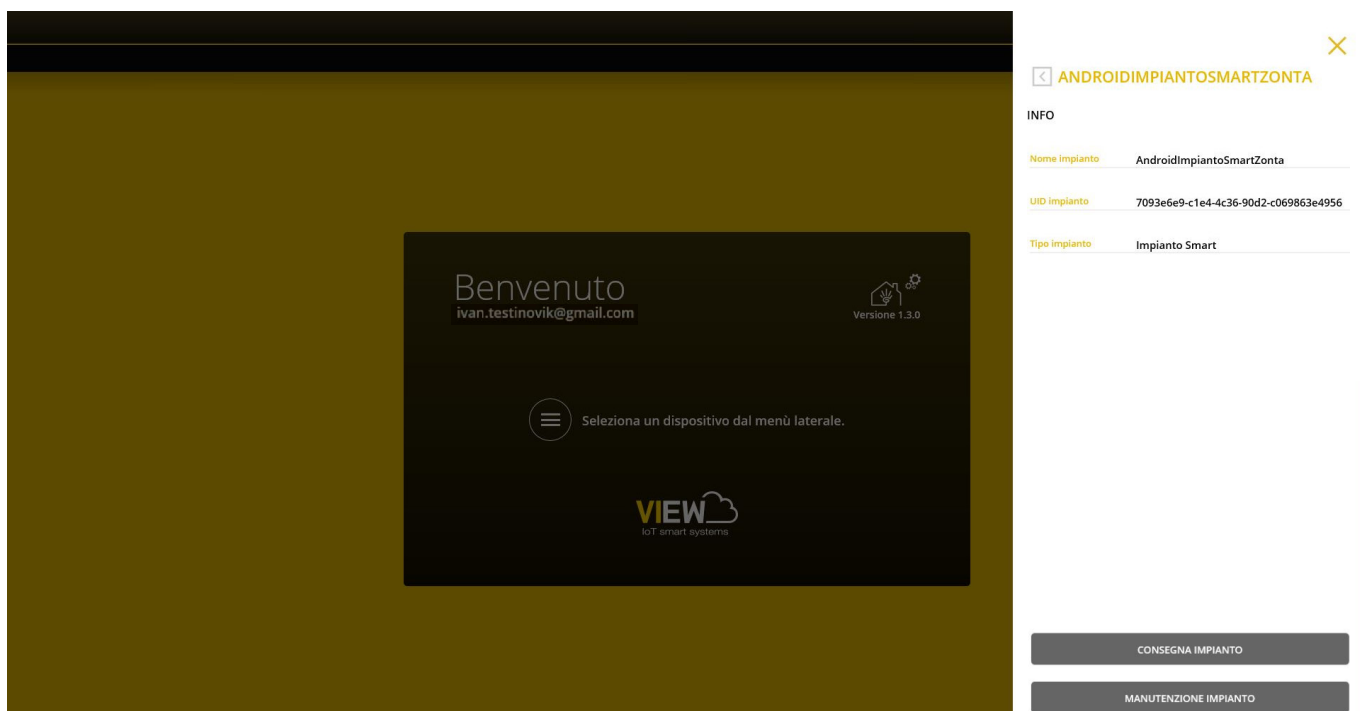 ANDROIDIMPIANTOSMARTZONTA
INFO
Nome impianto AndroidImpiantoSmartZonta
UID impianto 7093e6e9-c1e4-4c36-90d2-c069863e4956
Tipo impianto Impianto Smart
Benvenuto
ivan.testinovik@gmail.com
Versione 1.3.0
Seleziona un dispositivo dal menù laterale.
VIEW
IoT smart systems
CONSEGNA IMPIANTO
MANUTENZIONE IMPIANTO